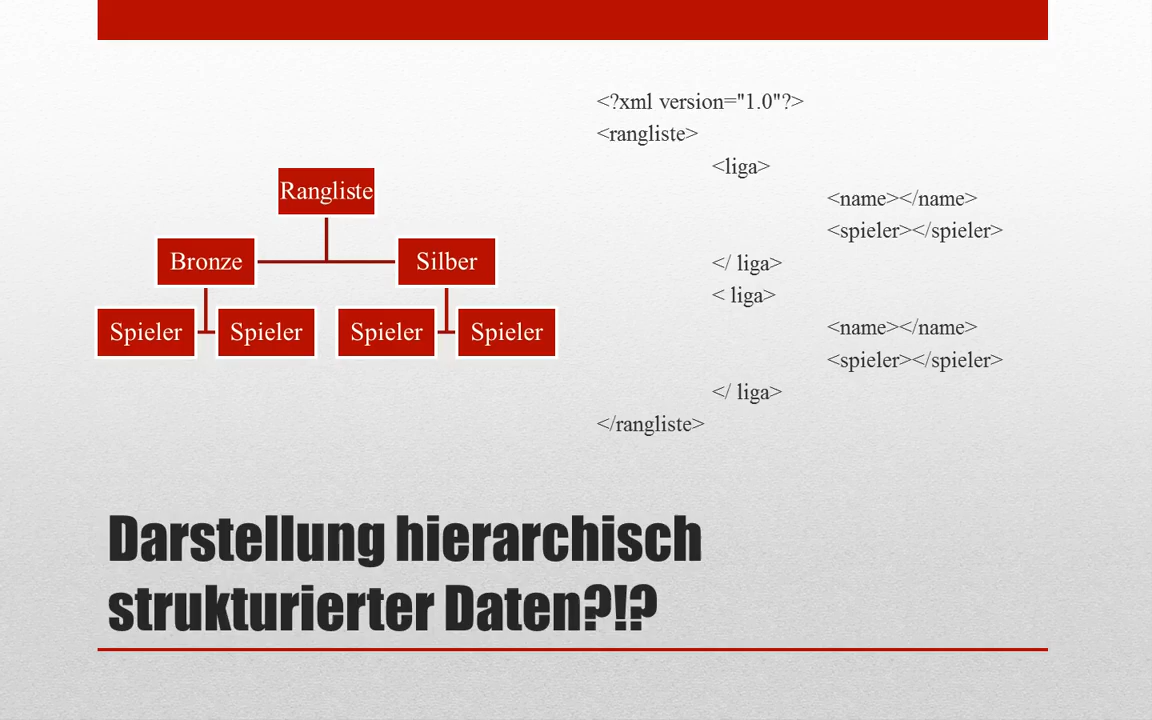 Rangliste
Bronze
Silber
Spieler
Spieler
Spieler
Spieler
<?xml version="1.0"?>
<rangliste>
<liga>
<name></name>
<spieler></spieler>
</ liga>
< liga>
<name></name>
<spieler></spieler>
</ liga>
</rangliste>
Darstellung hierarchisch
strukturierter Daten?!?